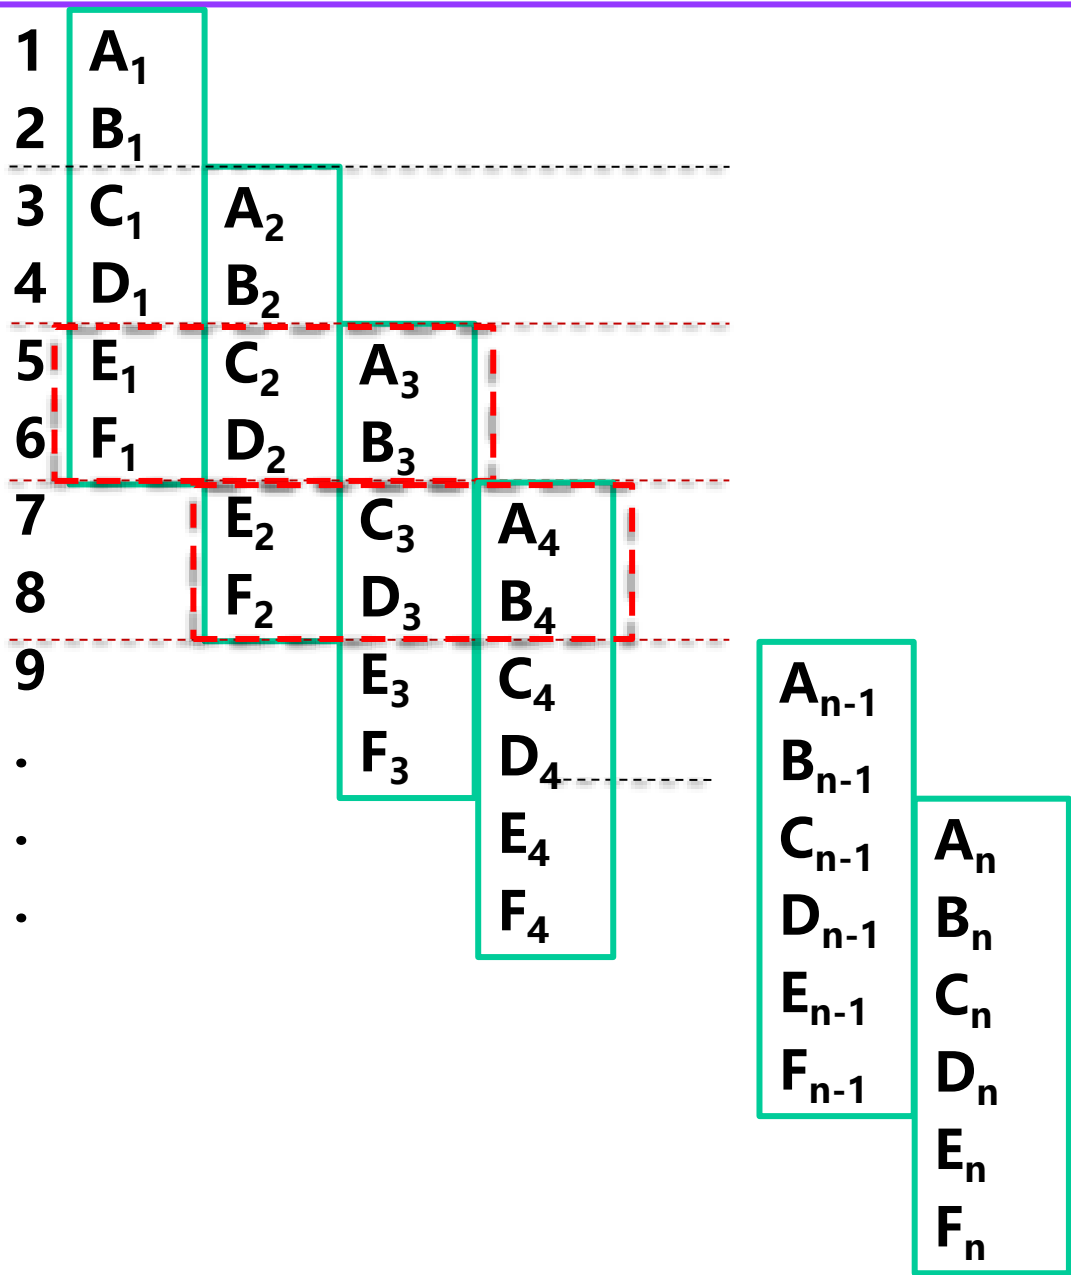 1 A₁
2 B₁
3 C₁ A₂
4 D₁ B₂
5 E₁ C₂ A₃
6 F₁ D₂ B₃
7 E₂ C₃ A₄
8 F₂ D₃ B₄
9 E₃ C₄ Aₙ₋₁
. F₃ D₄ Bₙ₋₁
. E₄ Cₙ₋₁ Aₙ
. F₄ Dₙ₋₁ Bₙ
Eₙ₋₁ Cₙ
Fₙ₋₁ Dₙ
Eₙ
Fₙ